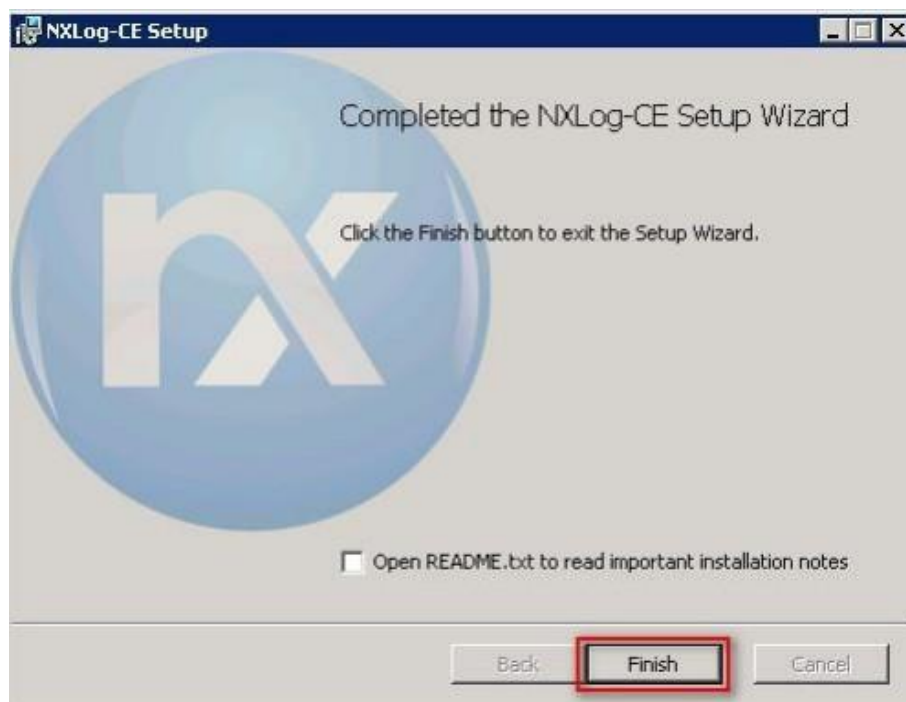 NXLog-CE Setup
Completed the NXLog-CE Setup Wizard
Click the Finish button to exit the Setup Wizard.
nx
Open README.txt to read important installation notes
Back
Finish
Cancel